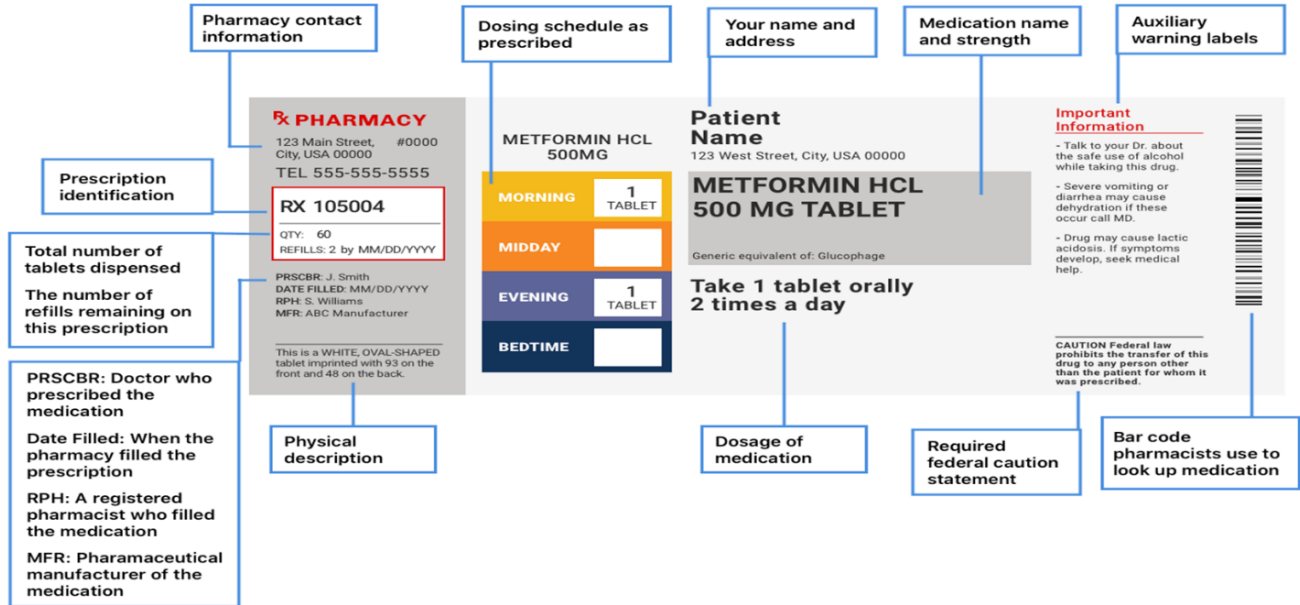 Pharmacy contact
information
Dosing schedule as
prescribed
Your name and
address
Medication name
and strength
Auxiliary
warning labels
Prescription
identification
Total number of
tablets dispensed
The number of
refills remaining on
this prescription
PRSCBR: Doctor who
prescribed the
medication
Date Filled: When the
pharmacy filled the
prescription
RPH: A registered
pharmacist who filled
the medication
MFR: Pharamaceutical
manufacturer of the
medication
Rx PHARMACY
123 Main Street, #0000
City, USA 00000
TEL 555-555-5555
RX 105004
QTY: 60
REFILLS: 2 by MM/DD/YYYY
PRSCBR: J. Smith
DATE FILLED: MM/DD/YYYY
RPH: S. Williams
MFR: ABC Manufacturer
This is a WHITE, OVAL-SHAPED
tablet imprinted with 93 on the
front and 48 on the back.
METFORMIN HCL
500MG
MORNING 1
TABLET
MIDDAY
EVENING 1
TABLET
BEDTIME
Patient
Name
123 West Street, City, USA 00000
METFORMIN HCL
500 MG TABLET
Generic equivalent of: Glucophage
Take 1 tablet orally
2 times a day
Important
Information
- Talk to your Dr. about
the safe use of alcohol
while taking this drug.
- Severe vomiting or
diarrhea may cause
dehydration if these
occur call MD.
- Drug may cause lactic
acidosis. If symptoms
develop, seek medical
help.
CAUTION Federal law
prohibits the transfer of this
drug to any person other
than the patient for whom it
was prescribed.
Physical
description
Dosage of
medication
Required
federal caution
statement
Bar code
pharmacists use to
look up medication